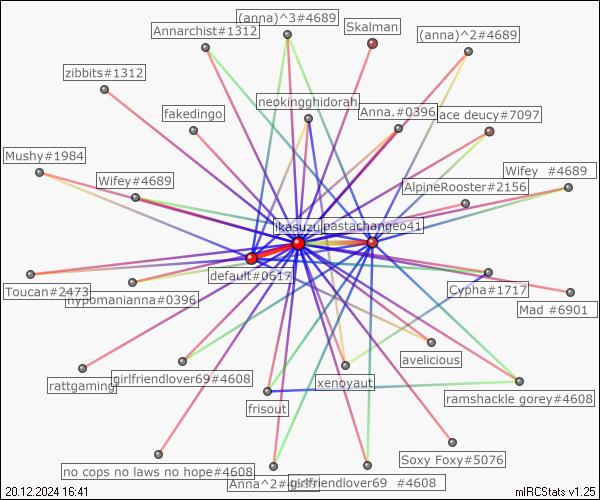 (anna)^3#4689
Annarchist#1312
Skalman
(anna)^2#4689
zibbits#1312
neokingghidorah
fakedingo
Anna.#0396
ace deucy#7097
Mushy#1984
Wifey#4689
AlpineRooster#2156
Wifey #4689
likasuzu
pastachangeo41
default#0617
Toucan#2473
hypomanianna#0396
Cypha#1717
Mad #6901
avelicious
rattgaming
girlfriendlover69#4608
xenoyaut
ramshackle gorey#4608
frisout
Soxy Foxy#5076
no cops no laws no hope#4608
Anna^2#
girlfriendlover69 #4608
20.12.2024 16:41
mIRCStats v1.25